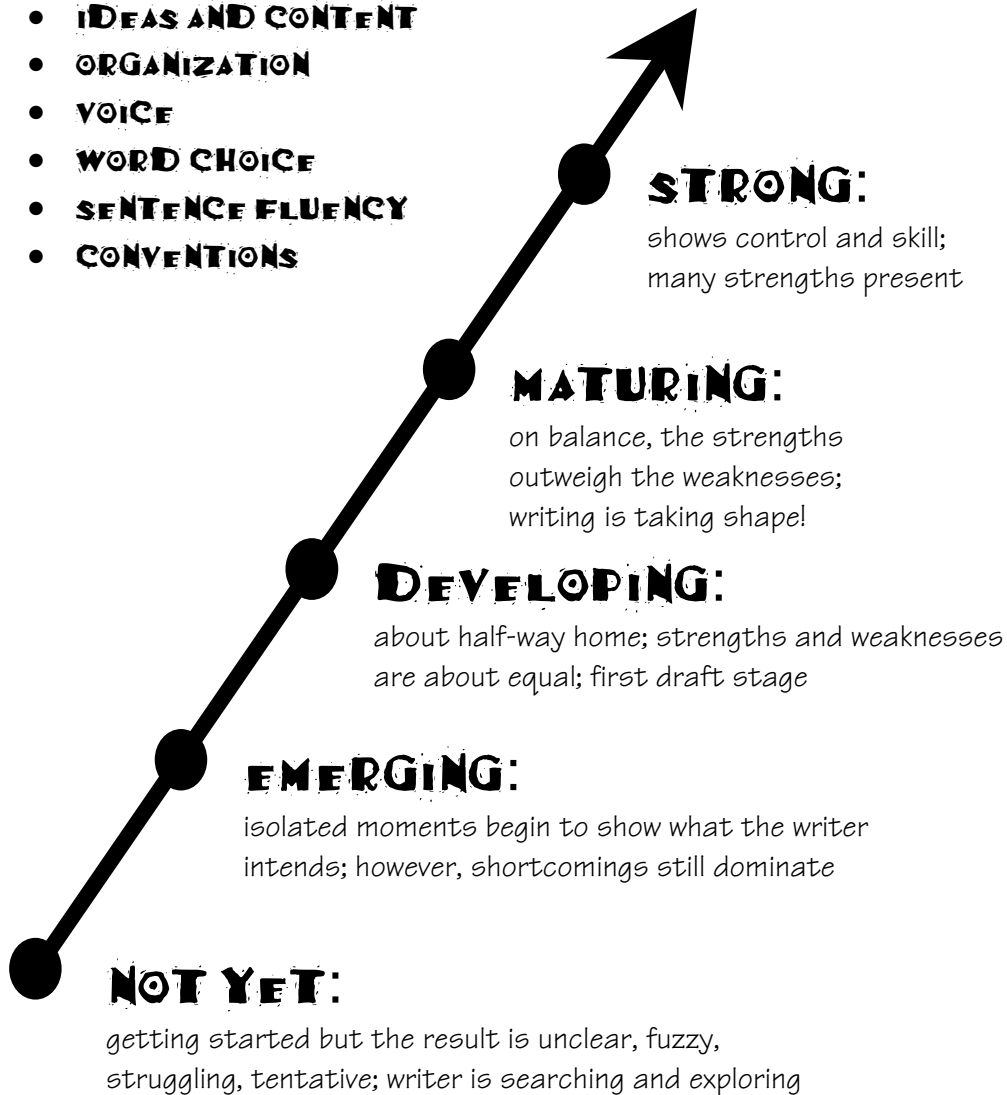 • IDEAS AND CONTENT
• ORGANIZATION
• VOICE
• WORD CHOICE
• SENTENCE FLUENCY
• CONVENTIONS
STRONG:
shows control and skill;
many strengths present
MATURING:
on balance, the strengths
outweigh the weaknesses;
writing is taking shape!
DEVELOPING:
about half-way home; strengths and weaknesses
are about equal; first draft stage
EMERGING:
isolated moments begin to show what the writer
intends; however, shortcomings still dominate
NOT YET:
getting started but the result is unclear, fuzzy,
struggling, tentative; writer is searching and exploring